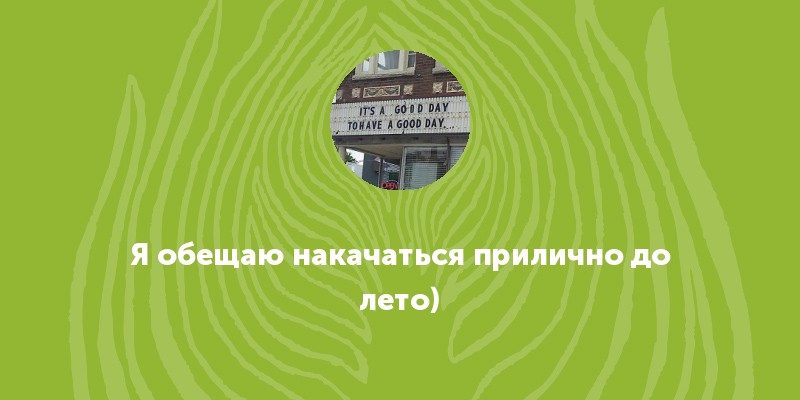 IT'S A GOOD DAY
TO HAVE A GOOD DAY...
OPEN
Я обещаю накачаться прилично до
лето)